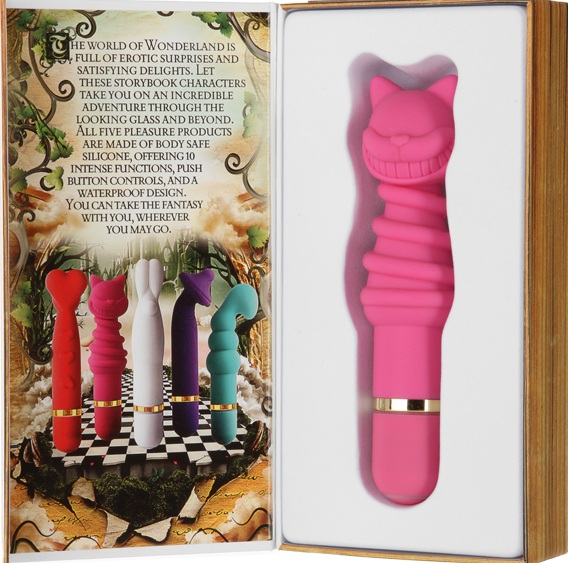 THE WORLD OF WONDERLAND IS
FULL OF EROTIC SURPRISES AND
SATISFYING DELIGHTS. LET
THESE STORYBOOK CHARACTERS
TAKE YOU ON AN INCREDIBLE
ADVENTURE THROUGH THE
LOOKING GLASS AND BEYOND.
ALL FIVE PLEASURE PRODUCTS
ARE MADE OF BODY SAFE
SILICONE, OFFERING 10
INTENSE FUNCTIONS, PUSH
BUTTON CONTROLS, AND A
WATERPROOF DESIGN.
YOU CAN TAKE THE FANTASY
WITH YOU, WHEREVER
YOU MAY GO.